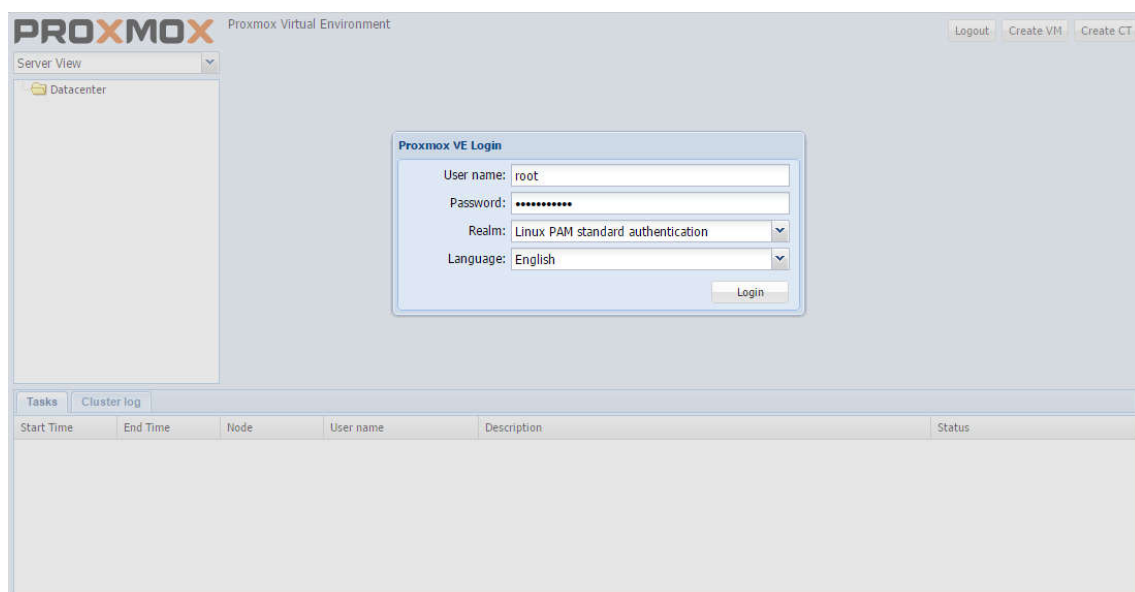 PROXMOX Proxmox Virtual Environment
Logout Create VM Create CT
Server View
Datacenter
Proxmox VE Login
User name: root
Password: •••••••••••
Realm: Linux PAM standard authentication
Language: English
Login
Tasks Cluster log
Start Time End Time Node User name Description Status